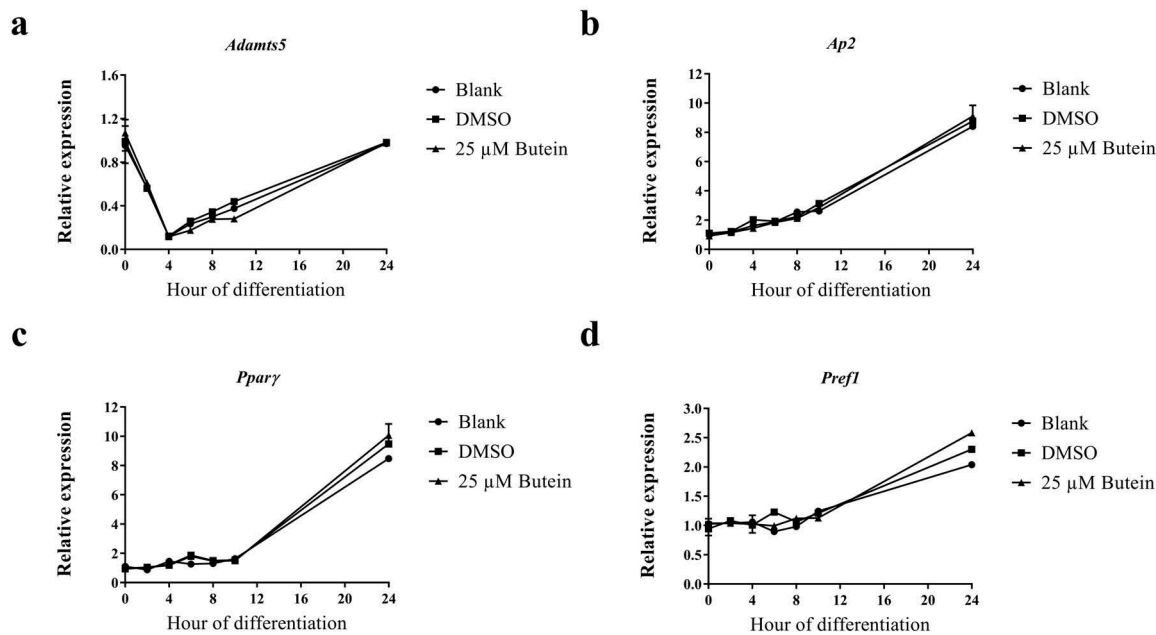 a
Adamts5
Relative expression
1.6
1.2
0.8
0.4
0.0
0 4 8 12 16 20 24
Hour of differentiation
Blank
DMSO
25 µM Butein
b
Ap2
Relative expression
12
10
8
6
4
2
0
0 4 8 12 16 20 24
Hour of differentiation
Blank
DMSO
25 µM Butein
c
Pparγ
Relative expression
12
10
8
6
4
2
0
0 4 8 12 16 20 24
Hour of differentiation
Blank
DMSO
25 µM Butein
d
Pref1
Relative expression
3.0
2.5
2.0
1.5
1.0
0.5
0.0
0 4 8 12 16 20 24
Hour of differentiation
Blank
DMSO
25 µM Butein